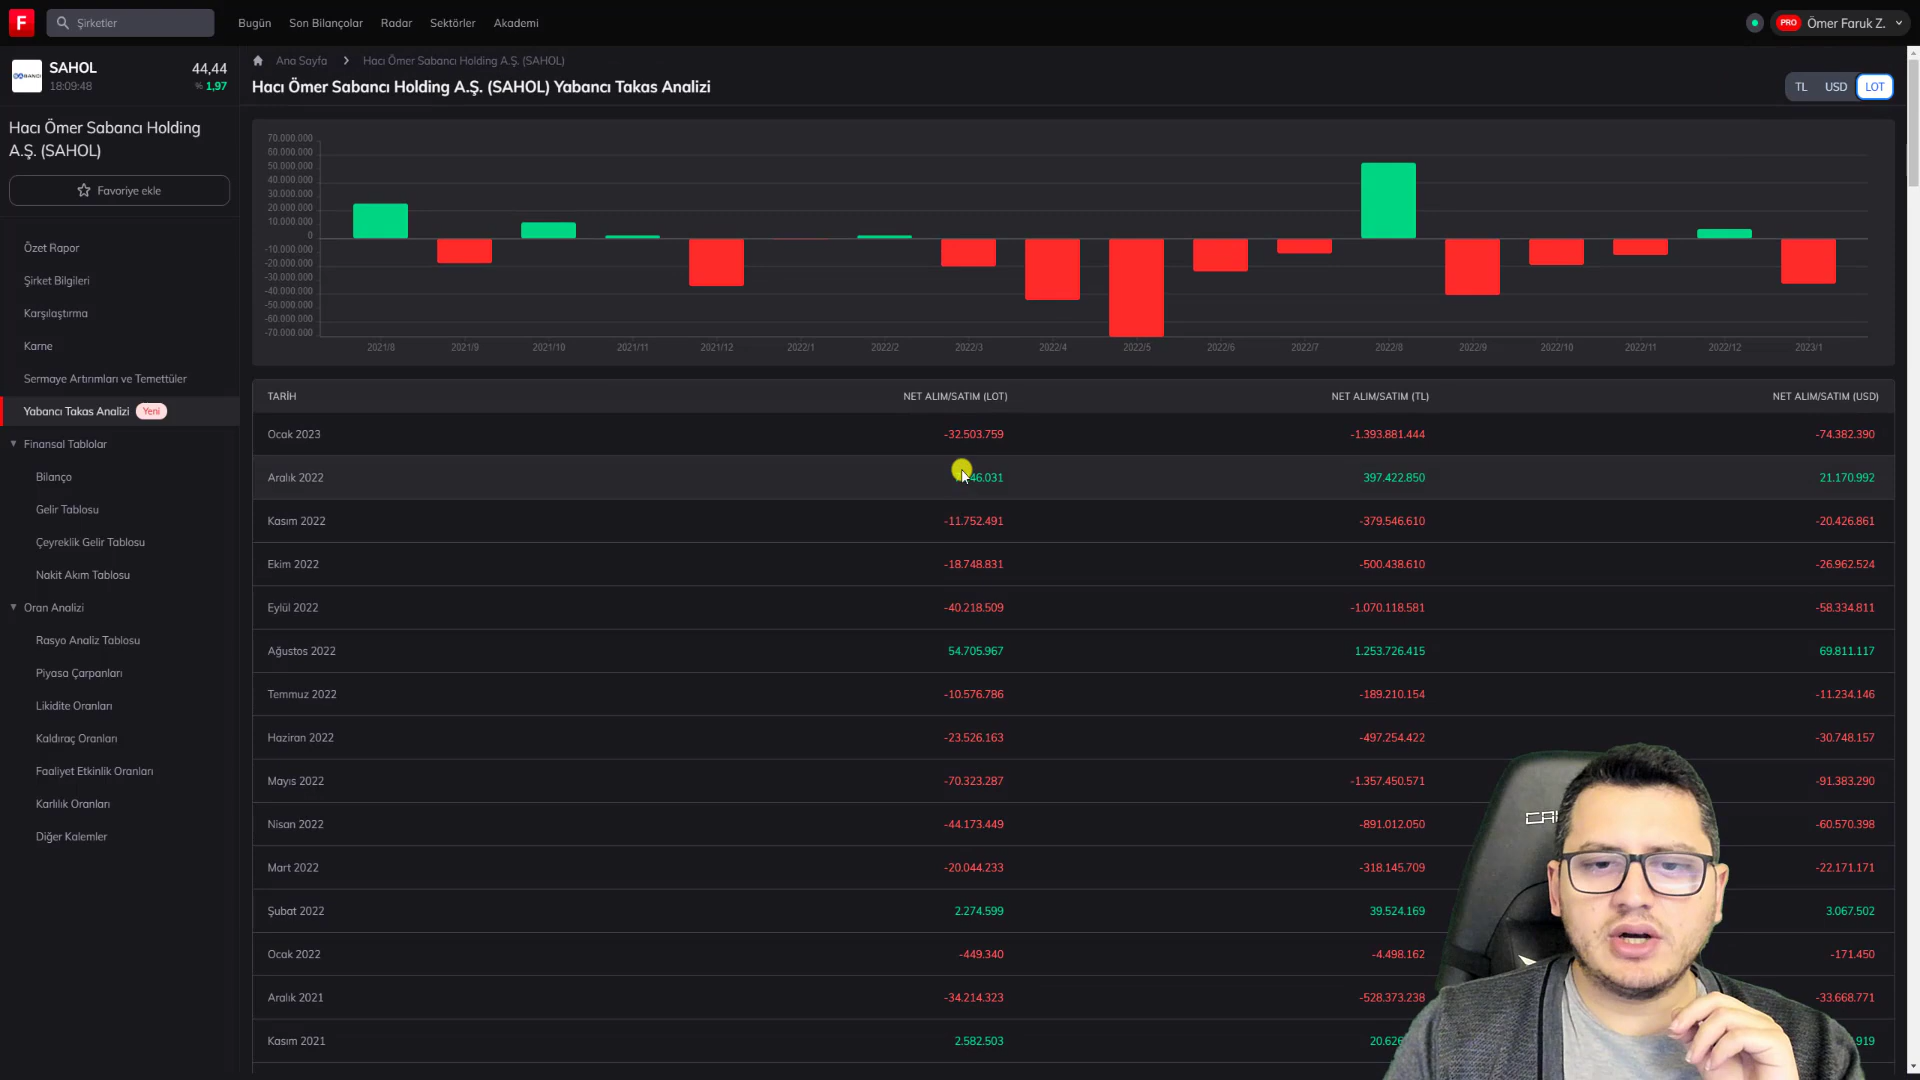 F Şirketler Bugün Son Bilançolar Radar Sektörler Akademi PRO Ömer Faruk Z.
SABANCI SAHOL 44,44
18:09:48 % 1,97
Ana Sayfa Hacı Ömer Sabancı Holding A.Ş. (SAHOL)
Hacı Ömer Sabancı Holding A.Ş. (SAHOL) Yabancı Takas Analizi
TL USD LOT
Hacı Ömer Sabancı Holding
A.Ş. (SAHOL)
Favoriye ekle
Özet Rapor
Şirket Bilgileri
Karşılaştırma
Karne
Sermaye Artırımları ve Temettüler
Yabancı Takas Analizi Yeni
Finansal Tablolar
Bilanço
Gelir Tablosu
Çeyreklik Gelir Tablosu
Nakit Akım Tablosu
Oran Analizi
Rasyo Analiz Tablosu
Piyasa Çarpanları
Likidite Oranları
Kaldıraç Oranları
Faaliyet Etkinlik Oranları
Karlılık Oranları
Diğer Kalemler
70.000.000
60.000.000
50.000.000
40.000.000
30.000.000
20.000.000
10.000.000
0
-10.000.000
-20.000.000
-30.000.000
-40.000.000
-50.000.000
-60.000.000
-70.000.000
2021/8 2021/9 2021/10 2021/11 2021/12 2022/1 2022/2 2022/3 2022/4 2022/5 2022/6 2022/7 2022/8 2022/9 2022/10 2022/11 2022/12 2023/1
TARİH NET ALIM/SATIM (LOT) NET ALIM/SATIM (TL) NET ALIM/SATIM (USD)
Ocak 2023 -32.503.759 -1.393.881.444 -74.382.390
Aralık 2022 46.031 397.422.850 21.170.992
Kasım 2022 -11.752.491 -379.546.610 -20.426.861
Ekim 2022 -18.748.831 -500.438.610 -26.962.524
Eylül 2022 -40.218.509 -1.070.118.581 -58.334.811
Ağustos 2022 54.705.967 1.253.726.415 69.811.117
Temmuz 2022 -10.576.786 -189.210.154 -11.234.146
Haziran 2022 -23.526.163 -497.254.422 -30.748.157
Mayıs 2022 -70.323.287 -1.357.450.571 -91.383.290
Nisan 2022 -44.173.449 -891.012.050 -60.570.398
Mart 2022 -20.044.233 -318.145.709 -22.171.171
Şubat 2022 2.274.599 39.524.169 3.067.502
Ocak 2022 -449.340 -4.498.162 -171.450
Aralık 2021 -34.214.323 -528.373.238 -33.668.771
Kasım 2021 2.582.503 20.626 919